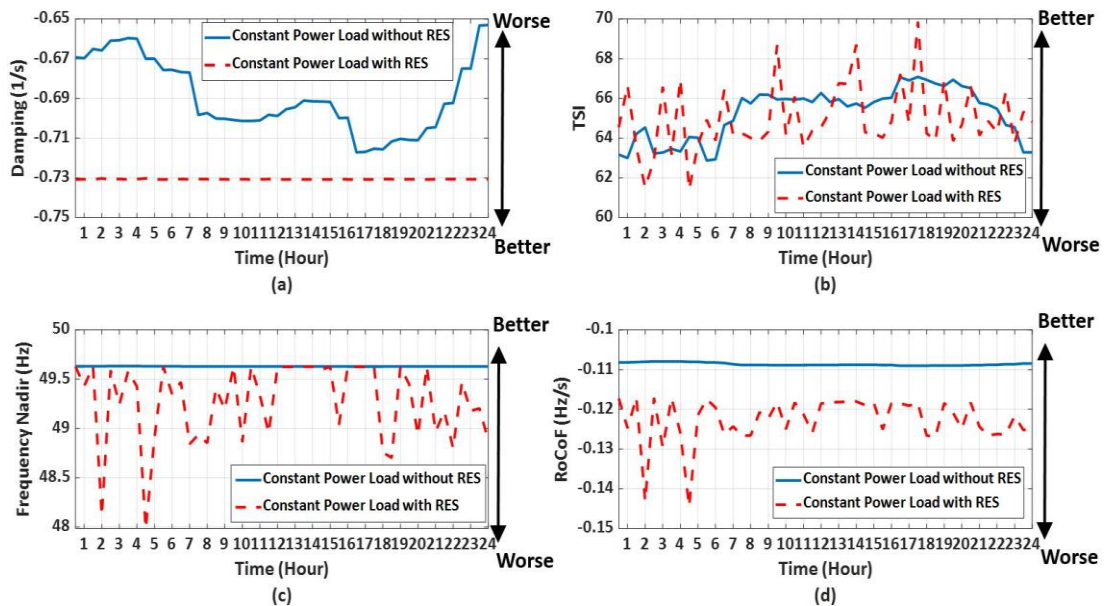 -0.65
-0.67
-0.69
-0.71
-0.73
-0.75
Damping (1/s)
Constant Power Load without RES
Constant Power Load with RES
Worse
Better
1 2 3 4 5 6 7 8 9 101112131415161718192021222324
Time (Hour)
(a)
70
68
66
64
62
60
TSI
Constant Power Load without RES
Constant Power Load with RES
Better
Worse
1 2 3 4 5 6 7 8 9 101112131415161718192021222324
Time (Hour)
(b)
50
49.5
49
48.5
48
Frequency Nadir (Hz)
Constant Power Load without RES
Constant Power Load with RES
Better
Worse
1 2 3 4 5 6 7 8 9 101112131415161718192021222324
Time (Hour)
(c)
-0.1
-0.11
-0.12
-0.13
-0.14
-0.15
RoCoF (Hz/s)
Constant Power Load without RES
Constant Power Load with RES
Better
Worse
1 2 3 4 5 6 7 8 9 101112131415161718192021222324
Time (Hour)
(d)